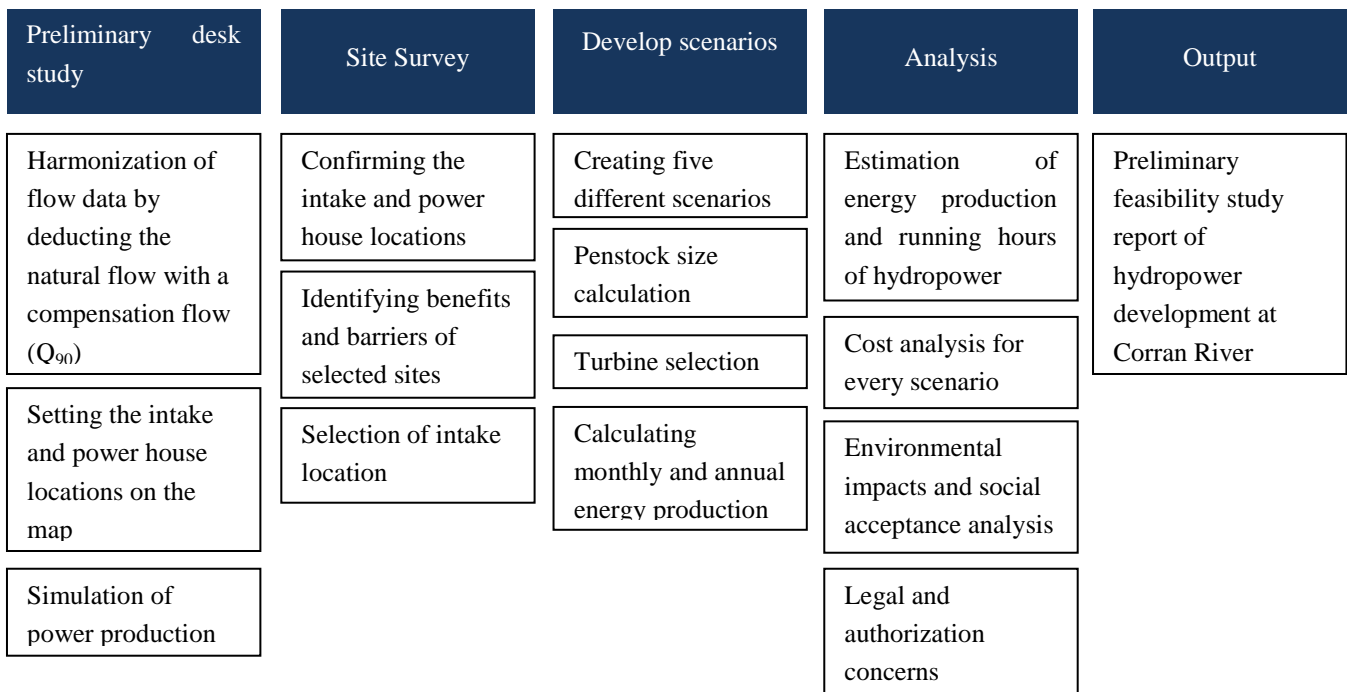 Preliminary desk
study
Harmonization of
flow data by
deducting the
natural flow with a
compensation flow
(Q90)
Setting the intake
and power house
locations on the
map
Simulation of
power production
Site Survey
Confirming the
intake and power
house locations
Identifying benefits
and barriers of
selected sites
Selection of intake
location
Develop scenarios
Creating five
different scenarios
Penstock size
calculation
Turbine selection
Calculating
monthly and annual
energy production
Analysis
Estimation of
energy production
and running hours
of hydropower
Cost analysis for
every scenario
Environmental
impacts and social
acceptance analysis
Legal and
authorization
concerns
Output
Preliminary
feasibility study
report of
hydropower
development at
Corran River